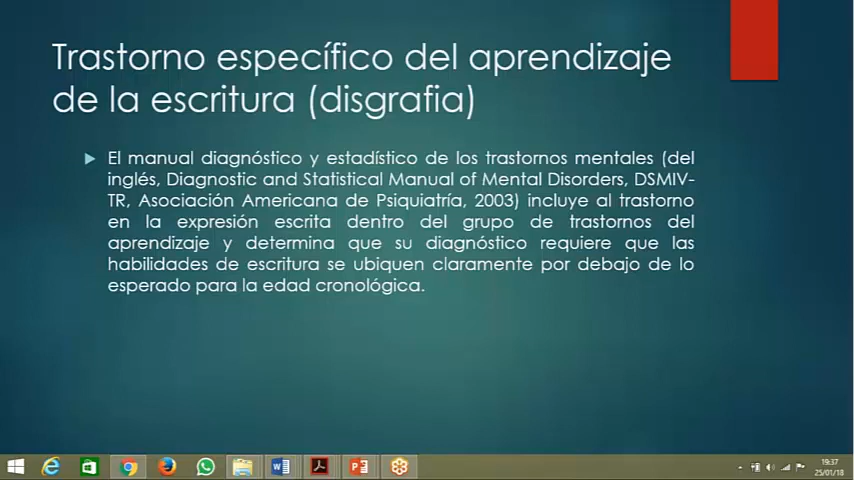 Trastorno específico del aprendizaje
de la escritura (disgrafia)
El manual diagnóstico y estadístico de los trastornos mentales (del
inglés, Diagnostic and Statistical Manual of Mental Disorders, DSMIV-
TR, Asociación Americana de Psiquiatría, 2003) incluye al trastorno
en la expresión escrita dentro del grupo de trastornos del
aprendizaje y determina que su diagnóstico requiere que las
habilidades de escritura se ubiquen claramente por debajo de lo
esperado para la edad cronológica.
19:37
25/01/18